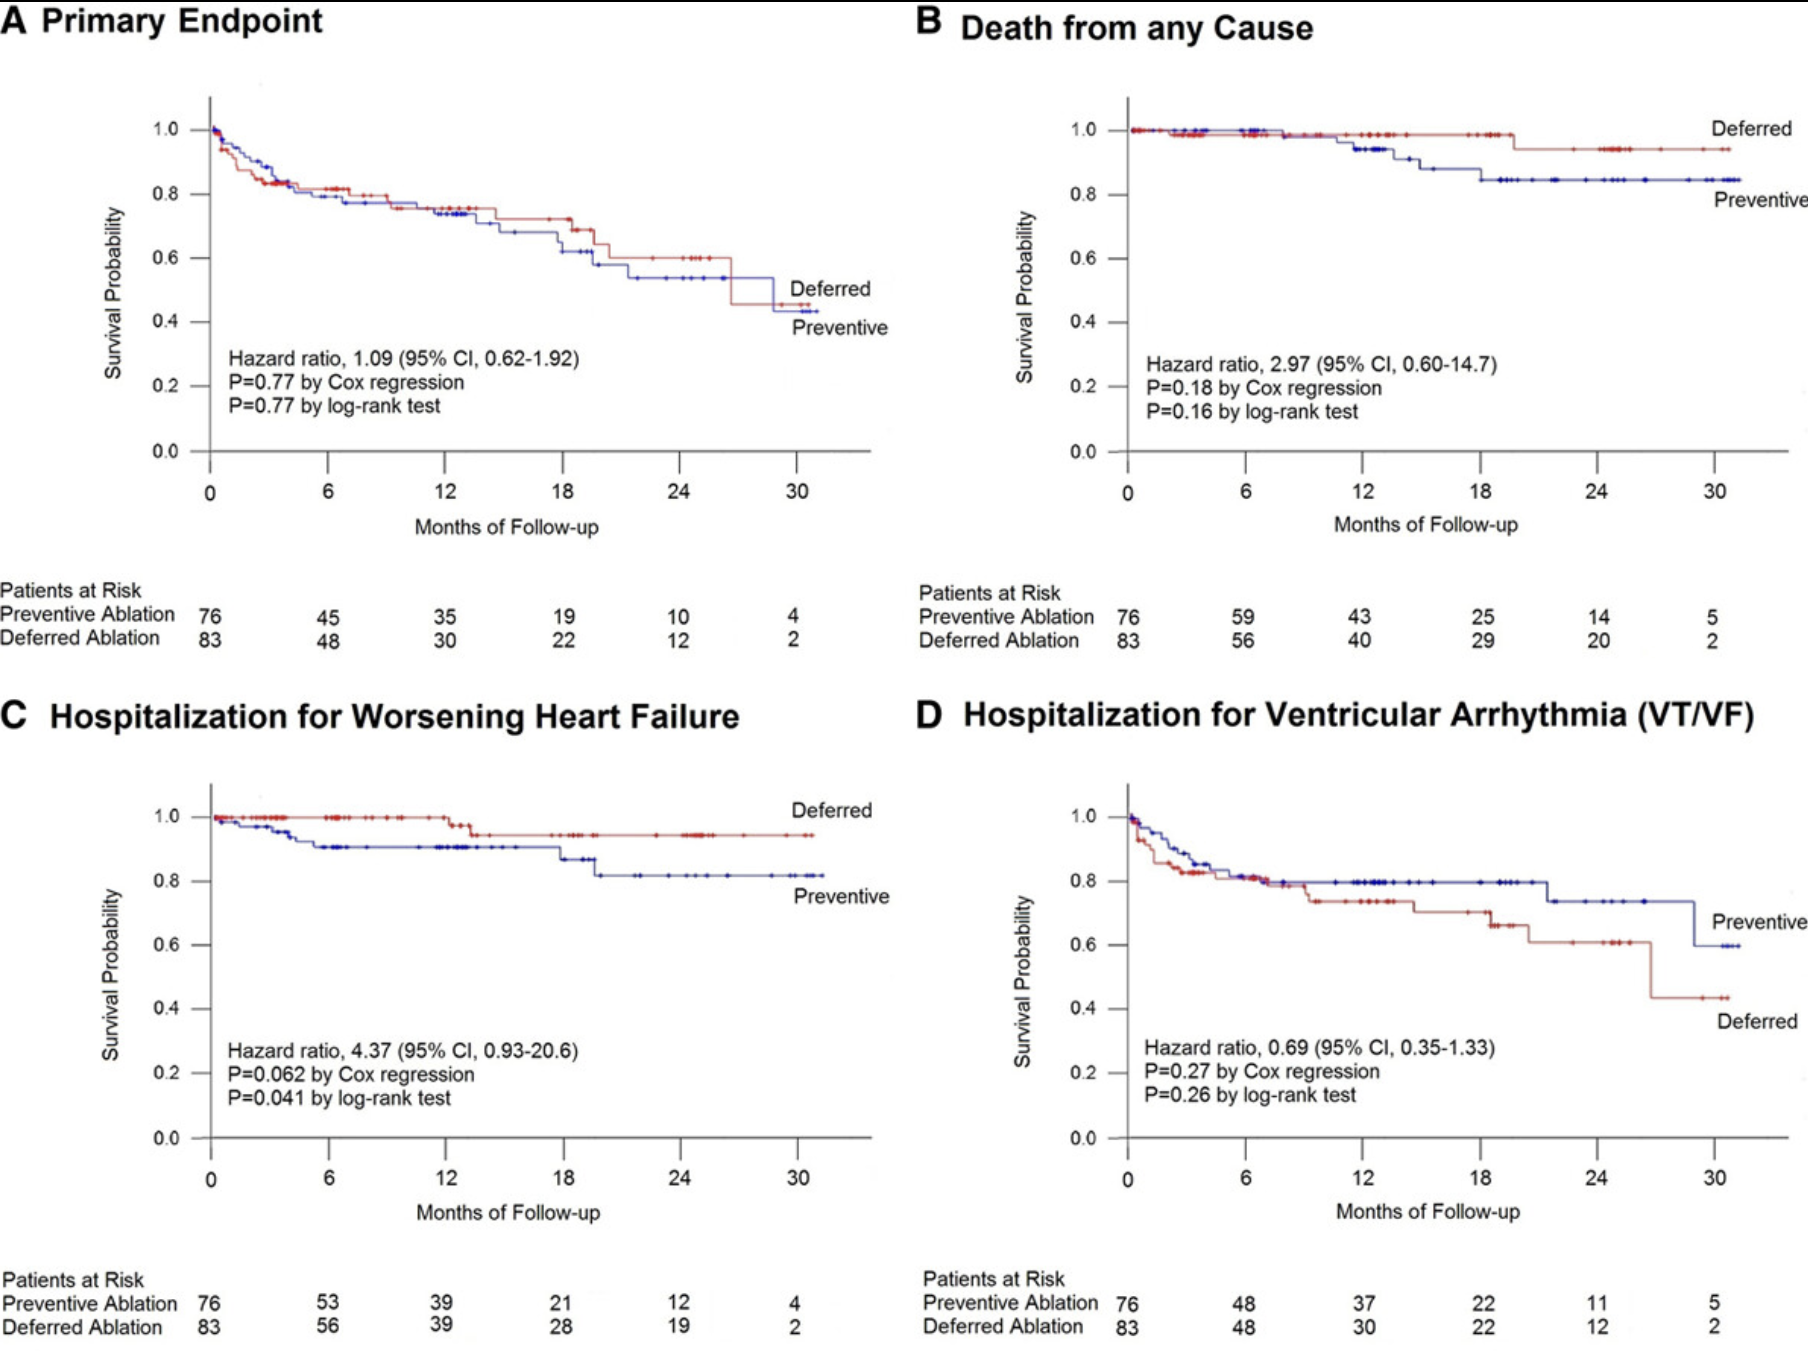 A Primary Endpoint
1.0
0.8
0.6
0.4
0.2
0.0
Survival Probability
Deferred
Preventive
Hazard ratio, 1.09 (95% CI, 0.62-1.92)
P=0.77 by Cox regression
P=0.77 by log-rank test
0 6 12 18 24 30
Months of Follow-up
Patients at Risk
Preventive Ablation 76 45 35 19 10 4
Deferred Ablation 83 48 30 22 12 2
B Death from any Cause
1.0
0.8
0.6
0.4
0.2
0.0
Survival Probability
Deferred
Preventive
Hazard ratio, 2.97 (95% CI, 0.60-14.7)
P=0.18 by Cox regression
P=0.16 by log-rank test
0 6 12 18 24 30
Months of Follow-up
Patients at Risk
Preventive Ablation 76 59 43 25 14 5
Deferred Ablation 83 56 40 29 20 2
C Hospitalization for Worsening Heart Failure
1.0
0.8
0.6
0.4
0.2
0.0
Survival Probability
Deferred
Preventive
Hazard ratio, 4.37 (95% CI, 0.93-20.6)
P=0.062 by Cox regression
P=0.041 by log-rank test
0 6 12 18 24 30
Months of Follow-up
Patients at Risk
Preventive Ablation 76 53 39 21 12 4
Deferred Ablation 83 56 39 28 19 2
D Hospitalization for Ventricular Arrhythmia (VT/VF)
1.0
0.8
0.6
0.4
0.2
0.0
Survival Probability
Preventive
Deferred
Hazard ratio, 0.69 (95% CI, 0.35-1.33)
P=0.27 by Cox regression
P=0.26 by log-rank test
0 6 12 18 24 30
Months of Follow-up
Patients at Risk
Preventive Ablation 76 48 37 22 11 5
Deferred Ablation 83 48 30 22 12 2